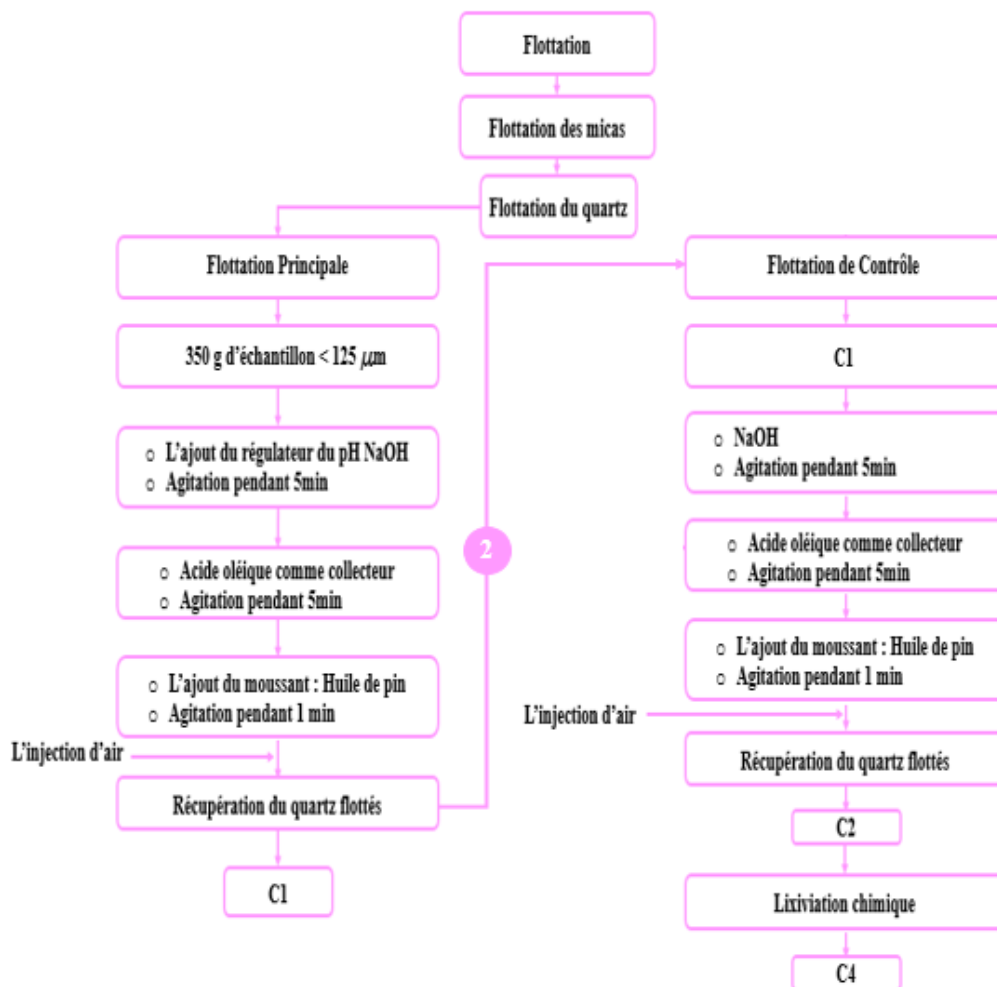 Flottation
Flottation des micas
Flottation du quartz
Flottation Principale
350 g d'échantillon < 125 μm
o L'ajout du régulateur du pH NaOH
o Agitation pendant 5min
o Acide oléique comme collecteur
o Agitation pendant 5min
o L'ajout du moussant : Huile de pin
o Agitation pendant 1 min
L'injection d'air
Récupération du quartz flottés
C1
2
Flottation de Contrôle
C1
o NaOH
o Agitation pendant 5min
o Acide oléique comme collecteur
o Agitation pendant 5min
o L'ajout du moussant : Huile de pin
o Agitation pendant 1 min
L'injection d'air
Récupération du quartz flottés
C2
Lixiviation chimique
C4